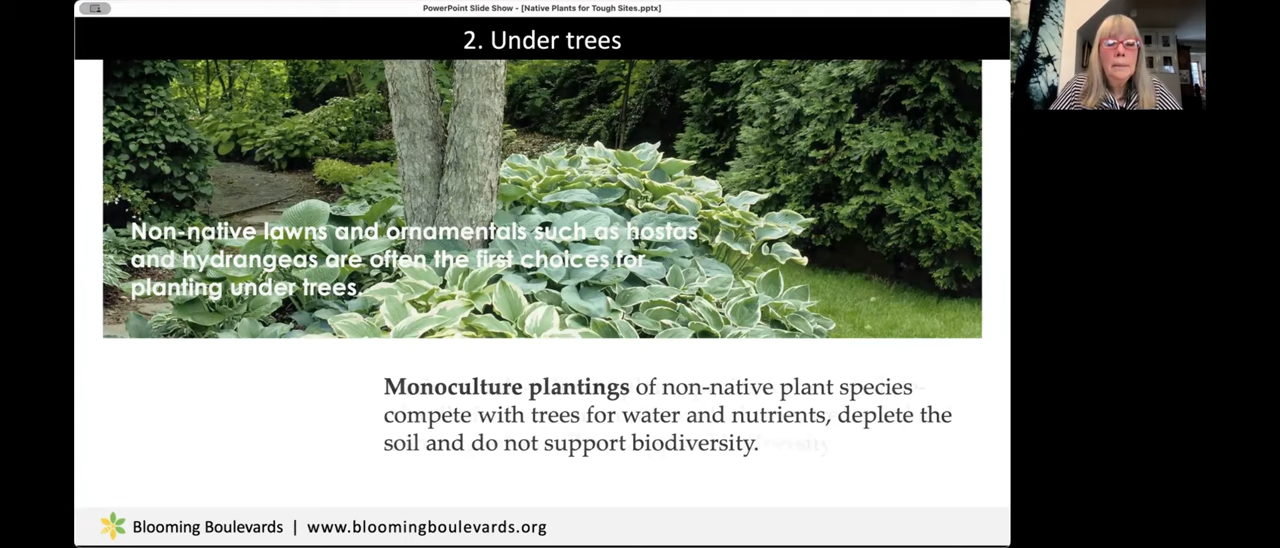 PowerPoint Slide Show - [Native Plants for Tough Sites.pptx]
2. Under trees
Non-native lawns and ornamentals such as hostas
and hydrangeas are often the first choices for
planting under trees.
Monoculture plantings of non-native plant species
compete with trees for water and nutrients, deplete the
soil and do not support biodiversity.
Blooming Boulevards | www.bloomingboulevards.org